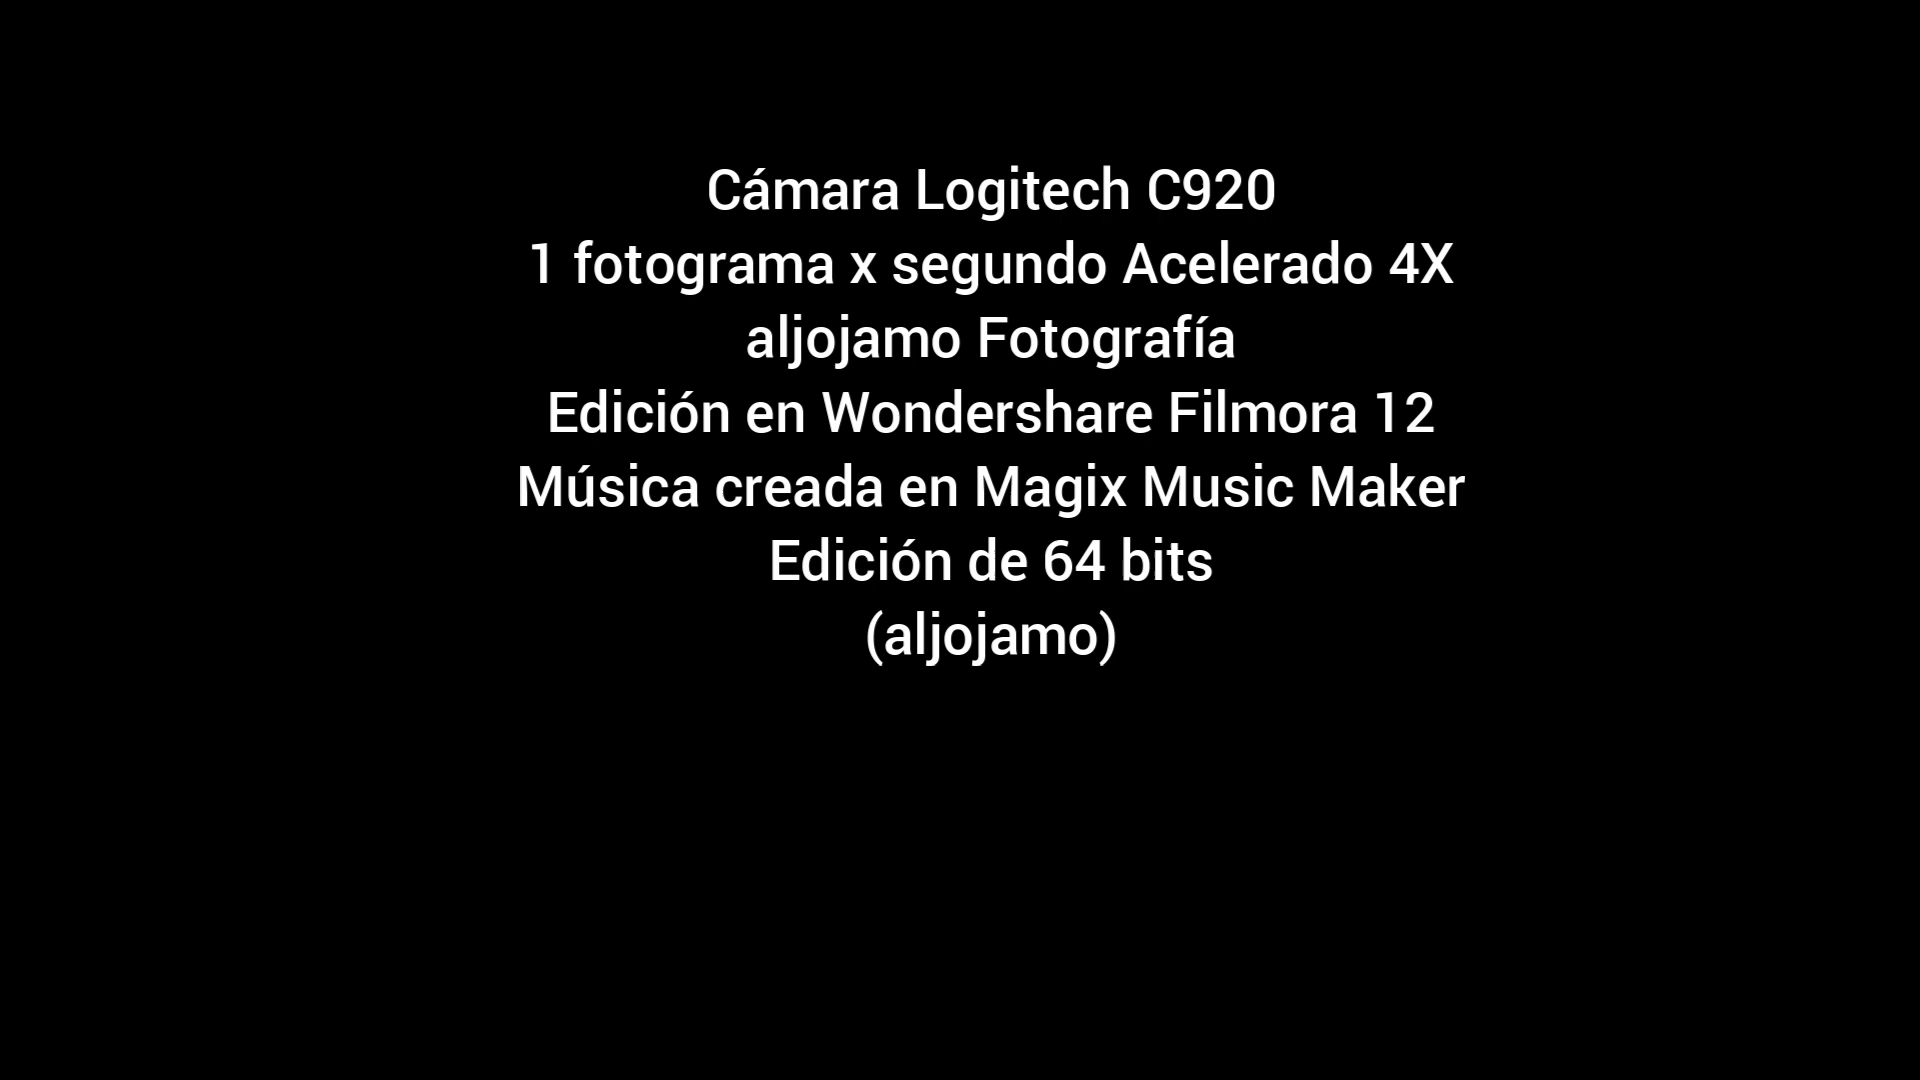 Cámara Logitech C920
1 fotograma x segundo Acelerado 4X
aljojamo Fotografía
Edición en Wondershare Filmora 12
Música creada en Magix Music Maker
Edición de 64 bits
(aljojamo)